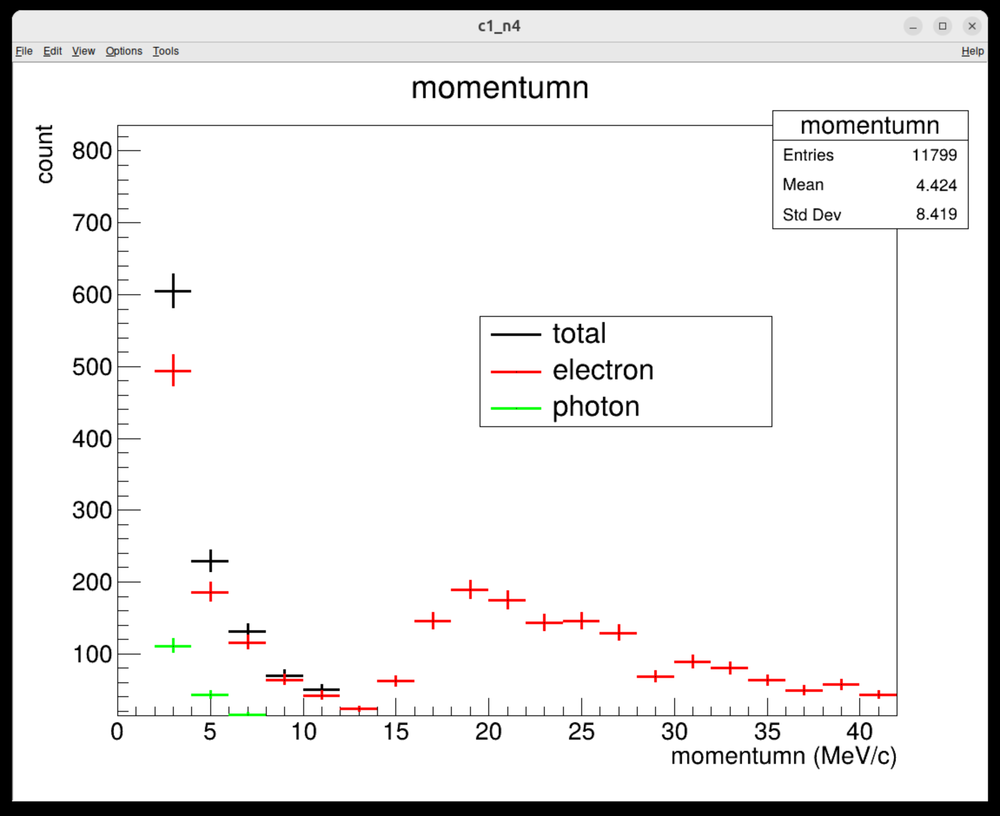 c1_n4
File Edit View Options Tools Help
momentumn
count
momentumn
Entries 11799
Mean 4.424
Std Dev 8.419
800
700
600
500
400
300
200
100
total
electron
photon
0 5 10 15 20 25 30 35 40
momentumn (MeV/c)